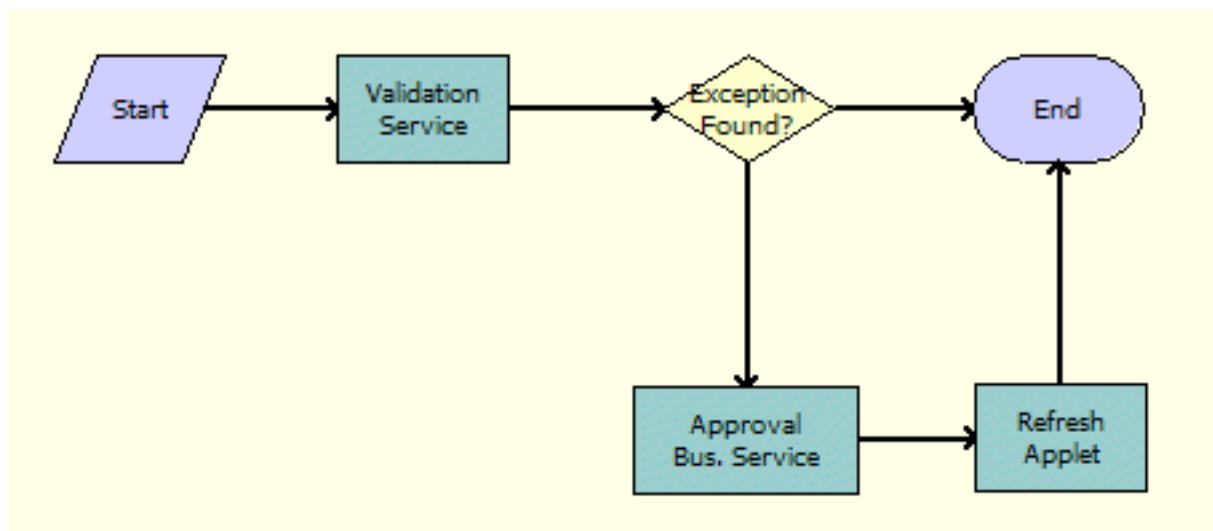 Start
Validation
Service
Exception
Found?
End
Approval
Bus. Service
Refresh
Applet